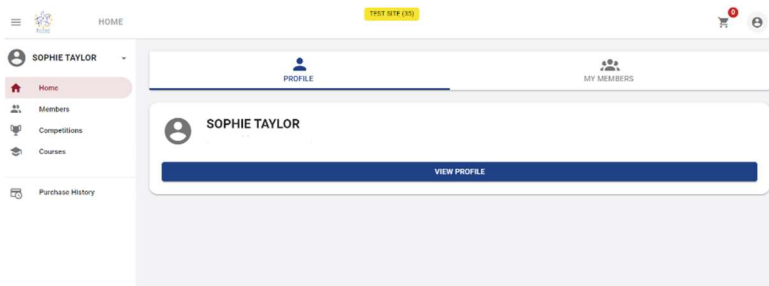 HOME
TEST SITE (35)
0
SOPHIE TAYLOR
Home
Members
Competitions
Courses
Purchase History
PROFILE
MY MEMBERS
SOPHIE TAYLOR
VIEW PROFILE